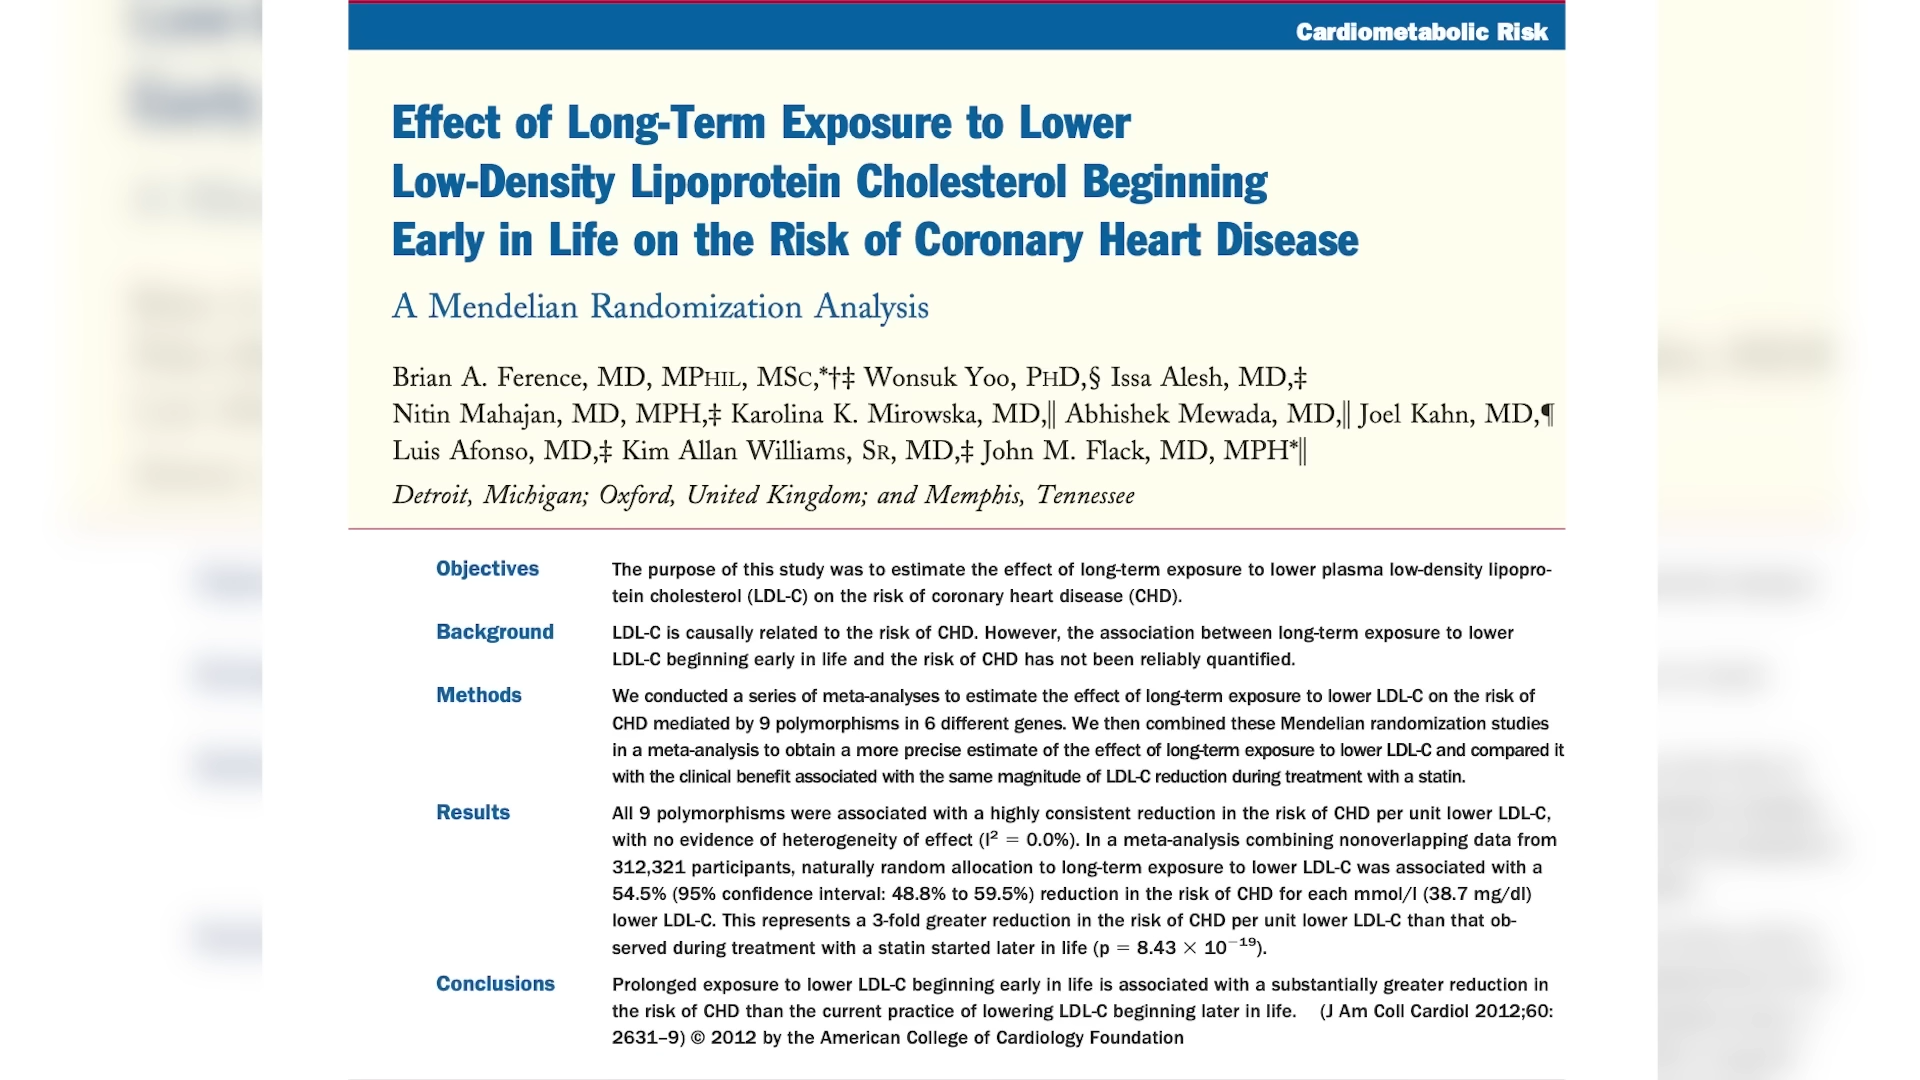 Cardiometabolic Risk
Effect of Long-Term Exposure to Lower
Low-Density Lipoprotein Cholesterol Beginning
Early in Life on the Risk of Coronary Heart Disease
A Mendelian Randomization Analysis
Brian A. Ference, MD, MPHIL, MSC,*†‡ Wonsuk Yoo, PHD,§ Issa Alesh, MD,‡
Nitin Mahajan, MD, MPH,‡ Karolina K. Mirowska, MD,‖ Abhishek Mewada, MD,‖ Joel Kahn, MD,¶
Luis Afonso, MD,‡ Kim Allan Williams, SR, MD,‡ John M. Flack, MD, MPH*‖
Detroit, Michigan; Oxford, United Kingdom; and Memphis, Tennessee
Objectives The purpose of this study was to estimate the effect of long-term exposure to lower plasma low-density lipopro-
tein cholesterol (LDL-C) on the risk of coronary heart disease (CHD).
Background LDL-C is causally related to the risk of CHD. However, the association between long-term exposure to lower
LDL-C beginning early in life and the risk of CHD has not been reliably quantified.
Methods We conducted a series of meta-analyses to estimate the effect of long-term exposure to lower LDL-C on the risk of
CHD mediated by 9 polymorphisms in 6 different genes. We then combined these Mendelian randomization studies
in a meta-analysis to obtain a more precise estimate of the effect of long-term exposure to lower LDL-C and compared it
with the clinical benefit associated with the same magnitude of LDL-C reduction during treatment with a statin.
Results All 9 polymorphisms were associated with a highly consistent reduction in the risk of CHD per unit lower LDL-C,
with no evidence of heterogeneity of effect (I² = 0.0%). In a meta-analysis combining nonoverlapping data from
312,321 participants, naturally random allocation to long-term exposure to lower LDL-C was associated with a
54.5% (95% confidence interval: 48.8% to 59.5%) reduction in the risk of CHD for each mmol/l (38.7 mg/dl)
lower LDL-C. This represents a 3-fold greater reduction in the risk of CHD per unit lower LDL-C than that ob-
served during treatment with a statin started later in life (p = 8.43 × 10⁻¹⁹).
Conclusions Prolonged exposure to lower LDL-C beginning early in life is associated with a substantially greater reduction in
the risk of CHD than the current practice of lowering LDL-C beginning later in life. (J Am Coll Cardiol 2012;60:
2631–9) © 2012 by the American College of Cardiology Foundation